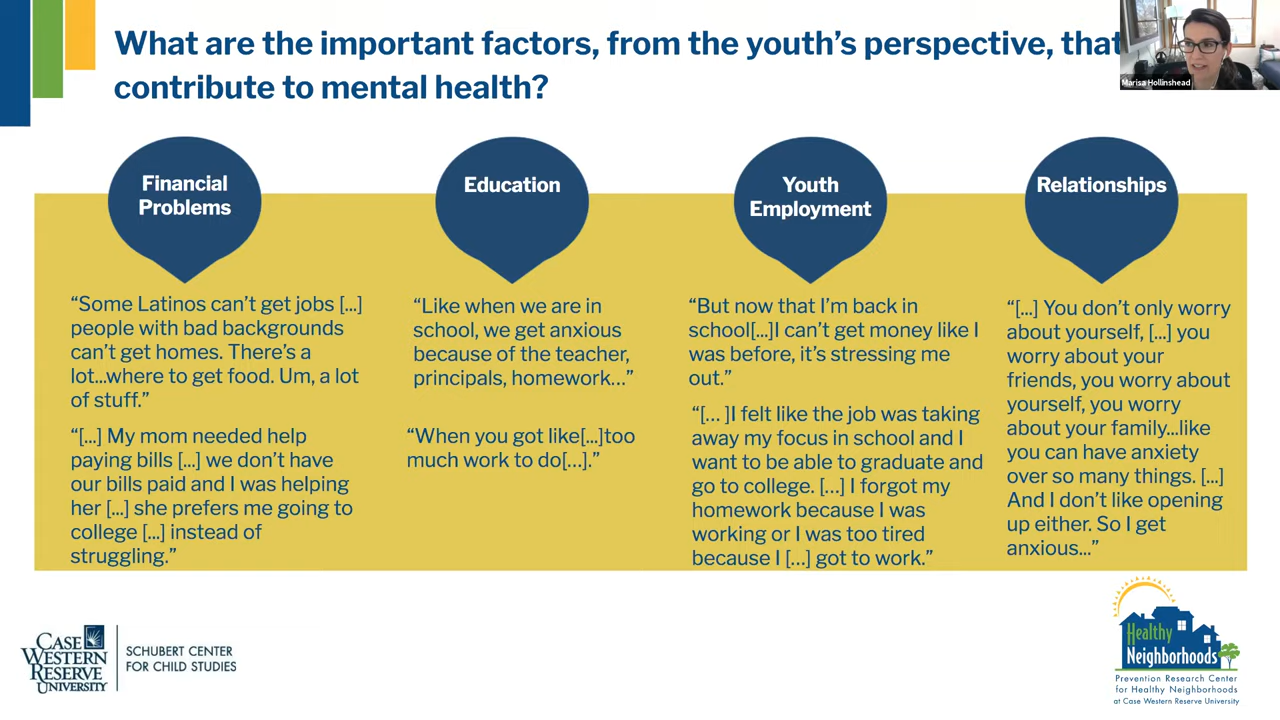 What are the important factors, from the youth's perspective, that
contribute to mental health?
Marisa Hollinshead
Financial
Problems
"Some Latinos can't get jobs [...]
people with bad backgrounds
can't get homes. There's a
lot...where to get food. Um, a lot
of stuff."
"[...] My mom needed help
paying bills [...] we don't have
our bills paid and I was helping
her [...] she prefers me going to
college [...] instead of
struggling."
Education
"Like when we are in
school, we get anxious
because of the teacher,
principals, homework..."
"When you got like[...]too
much work to do[...]."
Youth
Employment
"But now that I'm back in
school[...]I can't get money like I
was before, it's stressing me
out."
"[... ]I felt like the job was taking
away my focus in school and I
want to be able to graduate and
go to college. [...] I forgot my
homework because I was
working or I was too tired
because I [...] got to work."
Relationships
"[...] You don't only worry
about yourself, [...] you
worry about your
friends, you worry about
yourself, you worry
about your family...like
you can have anxiety
over so many things. [...]
And I don't like opening
up either. So I get
anxious..."
CASE
WESTERN
RESERVE
UNIVERSITY
SCHUBERT CENTER
FOR CHILD STUDIES
Healthy
Neighborhoods
Prevention Research Center
for Healthy Neighborhoods
at Case Western Reserve University